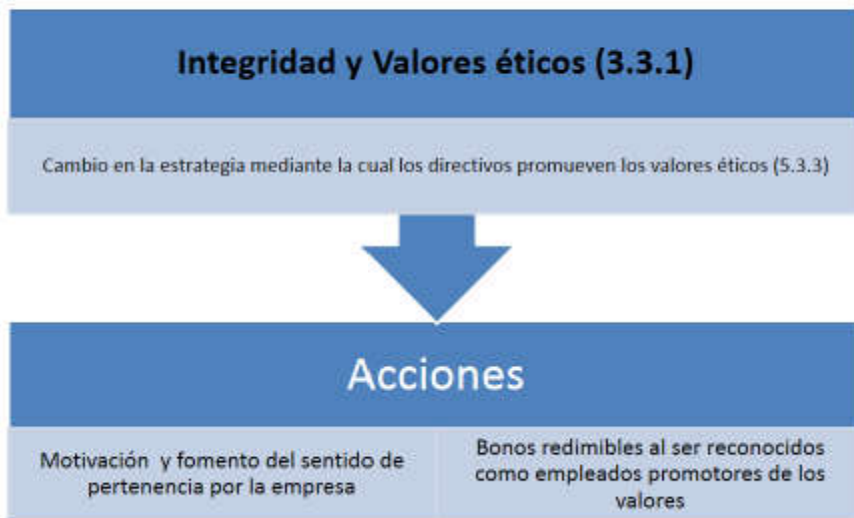 Integridad y Valores éticos (3.3.1)
Cambio en la estrategia mediante la cual los directivos promueven los valores éticos (5.3.3)
Acciones
Motivación y fomento del sentido de
pertenencia por la empresa
Bonos redimibles al ser reconocidos
como empleados promotores de los
valores